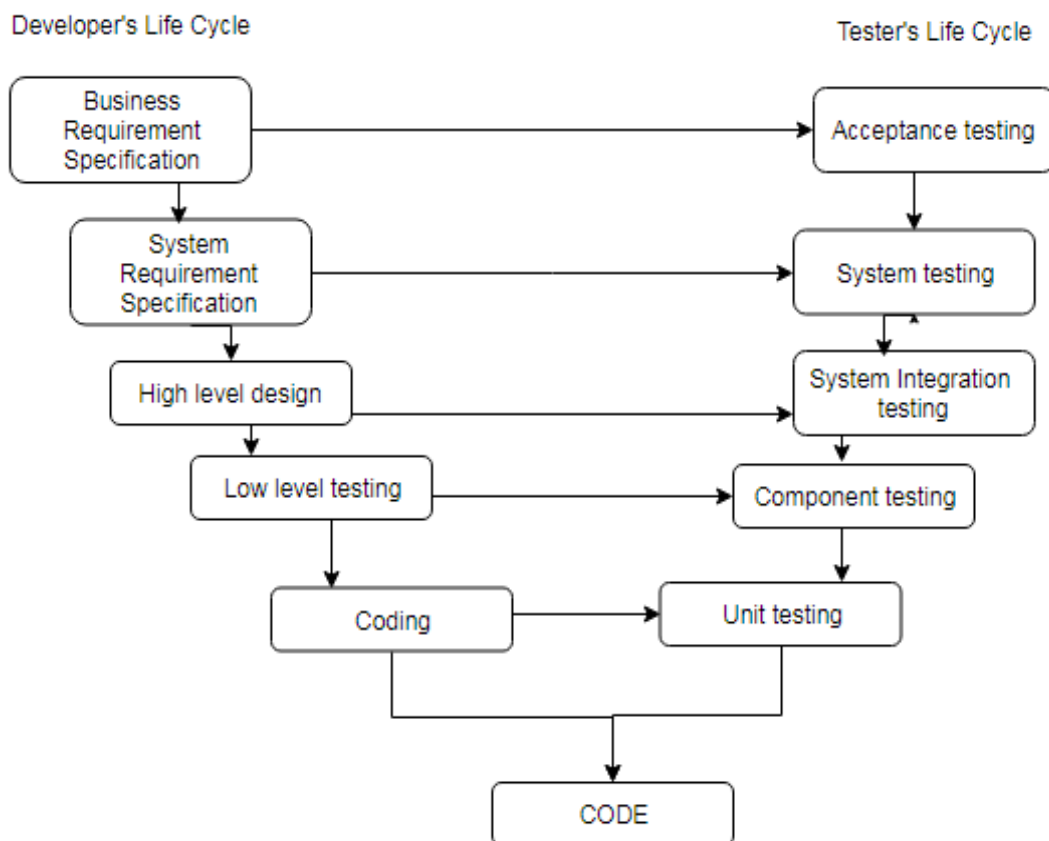 Developer's Life Cycle
Tester's Life Cycle
Business
Requirement
Specification
Acceptance testing
System
Requirement
Specification
System testing
High level design
System Integration
testing
Low level testing
Component testing
Coding
Unit testing
CODE